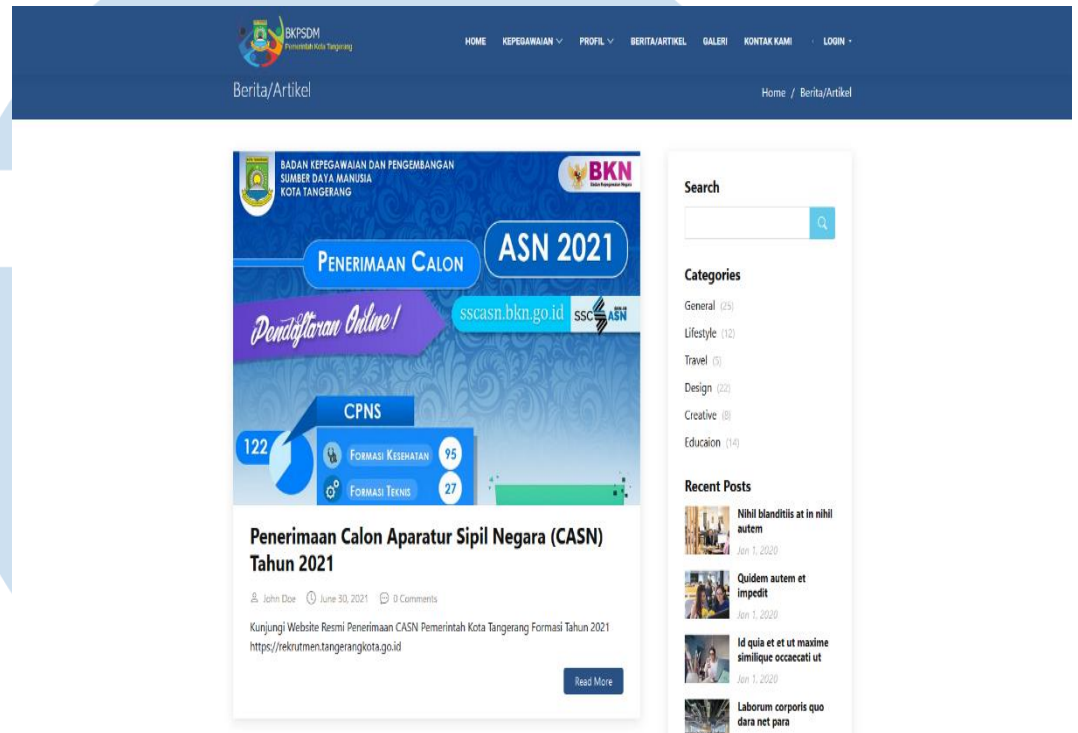 BKPSDM
Pemerintah Kota Tangerang
HOME KEPEGAWAIAN PROFIL BERITA/ARTIKEL GALERI KONTAK KAMI LOGIN
Berita/Artikel
Home / Berita/Artikel
BADAN KEPEGAWAIAN DAN PENGEMBANGAN
SUMBER DAYA MANUSIA
KOTA TANGERANG
BKN
Badan Kepegawaian Negara
PENERIMAAN CALON
ASN 2021
Pendaftaran Online!
sscasn.bkn.go.id
SSC ASN
CPNS
122
FORMASI KESEHATAN 95
FORMASI TEKNIS 27
Penerimaan Calon Aparatur Sipil Negara (CASN)
Tahun 2021
John Doe June 30, 2021 0 Comments
Kunjungi Website Resmi Penerimaan CASN Pemerintah Kota Tangerang Formasi Tahun 2021
https://rekrutmen.tangerangkota.go.id
Read More
Search
Categories
General (25)
Lifestyle (12)
Travel (5)
Design (22)
Creative (8)
Educaion (14)
Recent Posts
Nihil blanditiis at in nihil
autem
Jan 1, 2020
Quidem autem et
impedit
Jan 1, 2020
Id quia et et ut maxime
similique occaecati ut
Jan 1, 2020
Laborum corporis quo
dara net para